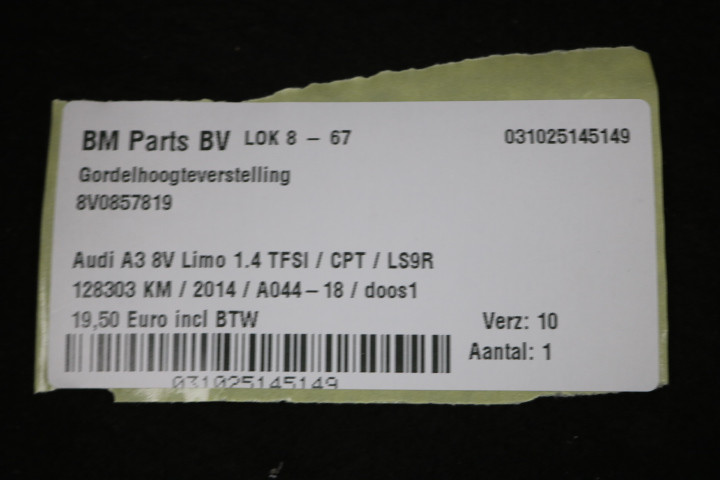 BM Parts BV LOK 8 - 67 031025145149
Gordelhoogteverstelling
8V0857819
Audi A3 8V Limo 1.4 TFSI / CPT / LS9R
128303 KM / 2014 / A044-18 / doos1
19,50 Euro incl BTW Verz: 10
Aantal: 1
031025145149